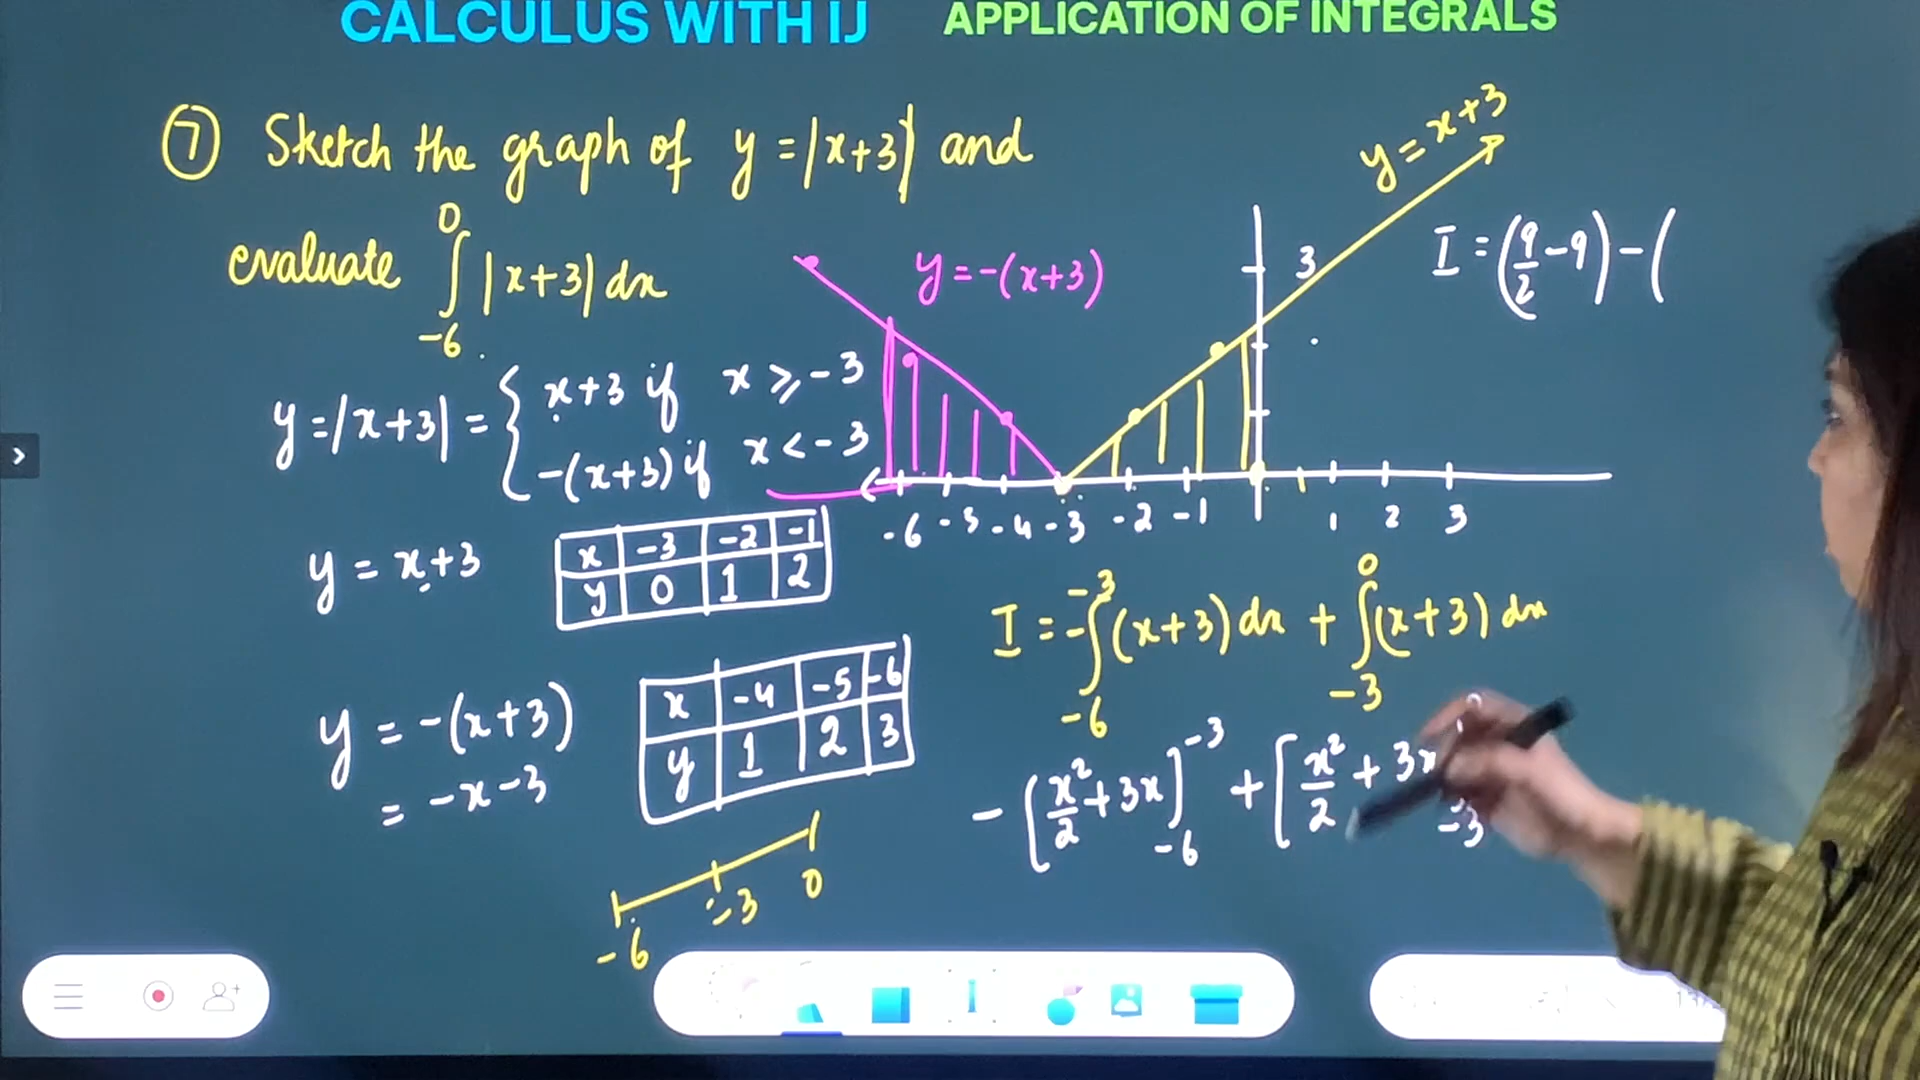 CALCULUS WITH IJ
APPLICATION OF INTEGRALS
⑦ Sketch the graph of y = |x+3| and
evaluate ∫_{-6}^{0} |x+3| dx
y = |x+3| = { x+3 if x ≥ -3
-(x+3) if x < -3
y = x+3
x -3 -2 -1
y 0 1 2
y = -(x+3)
= -x-3
x -4 -5 -6
y 1 2 3
-6 -3 0
y = -(x+3)
y = x+3
3
-6 -5 -4 -3 -2 -1 1 2 3
I = -∫_{-6}^{-3} (x+3) dx + ∫_{-3}^{0} (x+3) dx
- [x²/2 + 3x]_{-6}^{-3} + [x²/2 + 3x -3
I = (9/2 - 9) - (